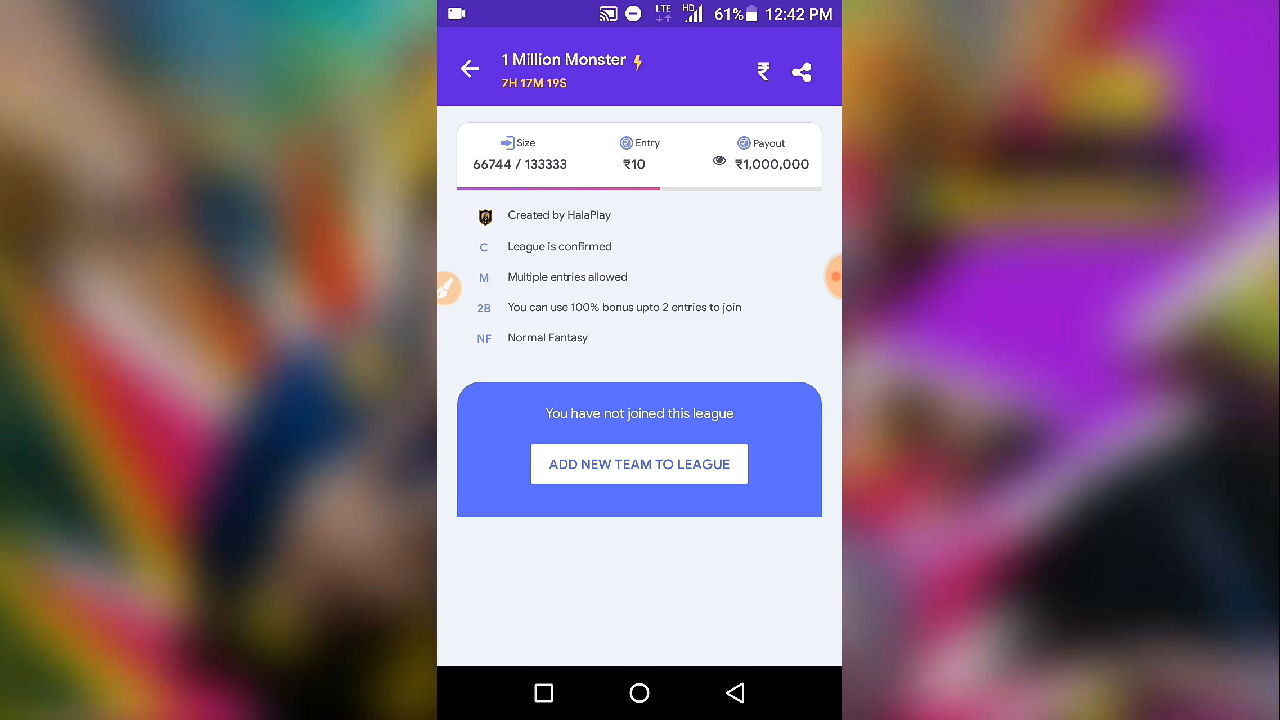 LTE HD 61% 12:42 PM
1 Million Monster
7H 17M 19S
Size Entry Payout
66744 / 133333 ₹10 ₹1,000,000
Created by HalaPlay
C League is confirmed
M Multiple entries allowed
2B You can use 100% bonus upto 2 entries to join
NF Normal Fantasy
You have not joined this league
ADD NEW TEAM TO LEAGUE